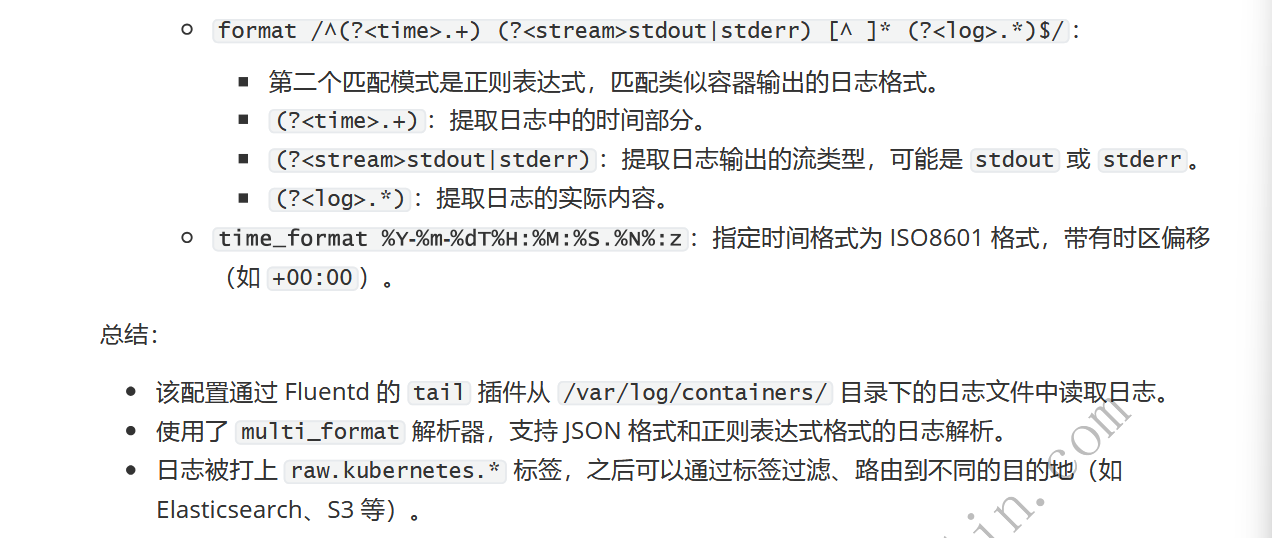 format /^(?<time>.+) (?<stream>stdout|stderr) [^ ]* (?<log>.*)$/：
第二个匹配模式是正则表达式，匹配类似容器输出的日志格式。
(?<time>.+)：提取日志中的时间部分。
(?<stream>stdout|stderr)：提取日志输出的流类型，可能是 stdout 或 stderr。
(?<log>.*)：提取日志的实际内容。
time_format %Y-%m-%dT%H:%M:%S.%N%:z：指定时间格式为 ISO8601 格式，带有时区偏移
（如 +00:00）。
总结：
该配置通过 Fluentd 的 tail 插件从 /var/log/containers/ 目录下的日志文件中读取日志。
使用了 multi_format 解析器，支持 JSON 格式和正则表达式格式的日志解析。
日志被打上 raw.kubernetes.* 标签，之后可以通过标签过滤、路由到不同的目的地（如
Elasticsearch、S3 等）。
in.com